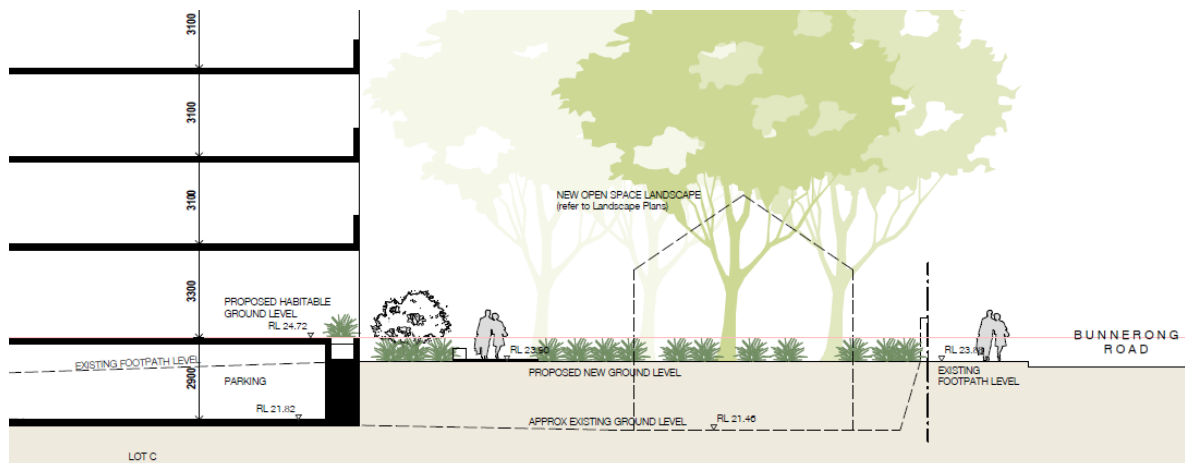 3100
3100
3100
NEW OPEN SPACE LANDSCAPE
(refer to Landscape Plans)
3300
PROPOSED HABITABLE
GROUND LEVEL
RL 24.72
BUNNERONG
ROAD
EXISTING FOOTPATH LEVEL
RL 23.90
2900
PARKING
PROPOSED NEW GROUND LEVEL
EXISTING
FOOTPATH LEVEL
RL 21.82
APPROX EXISTING GROUND LEVEL
RL 21.46
LOT C